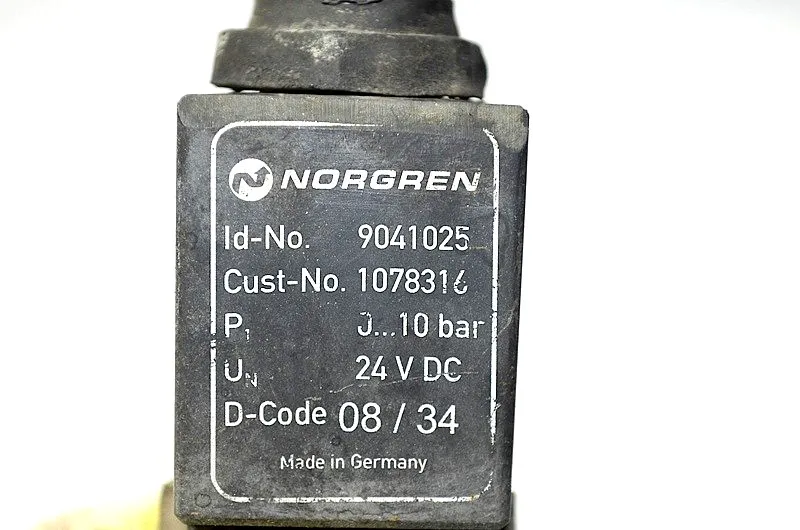 NORGREN
Id-No. 9041025
Cust-No. 1078316
P₁ 0...10 bar
U_N 24 V DC
D-Code 08 / 34
Made in Germany